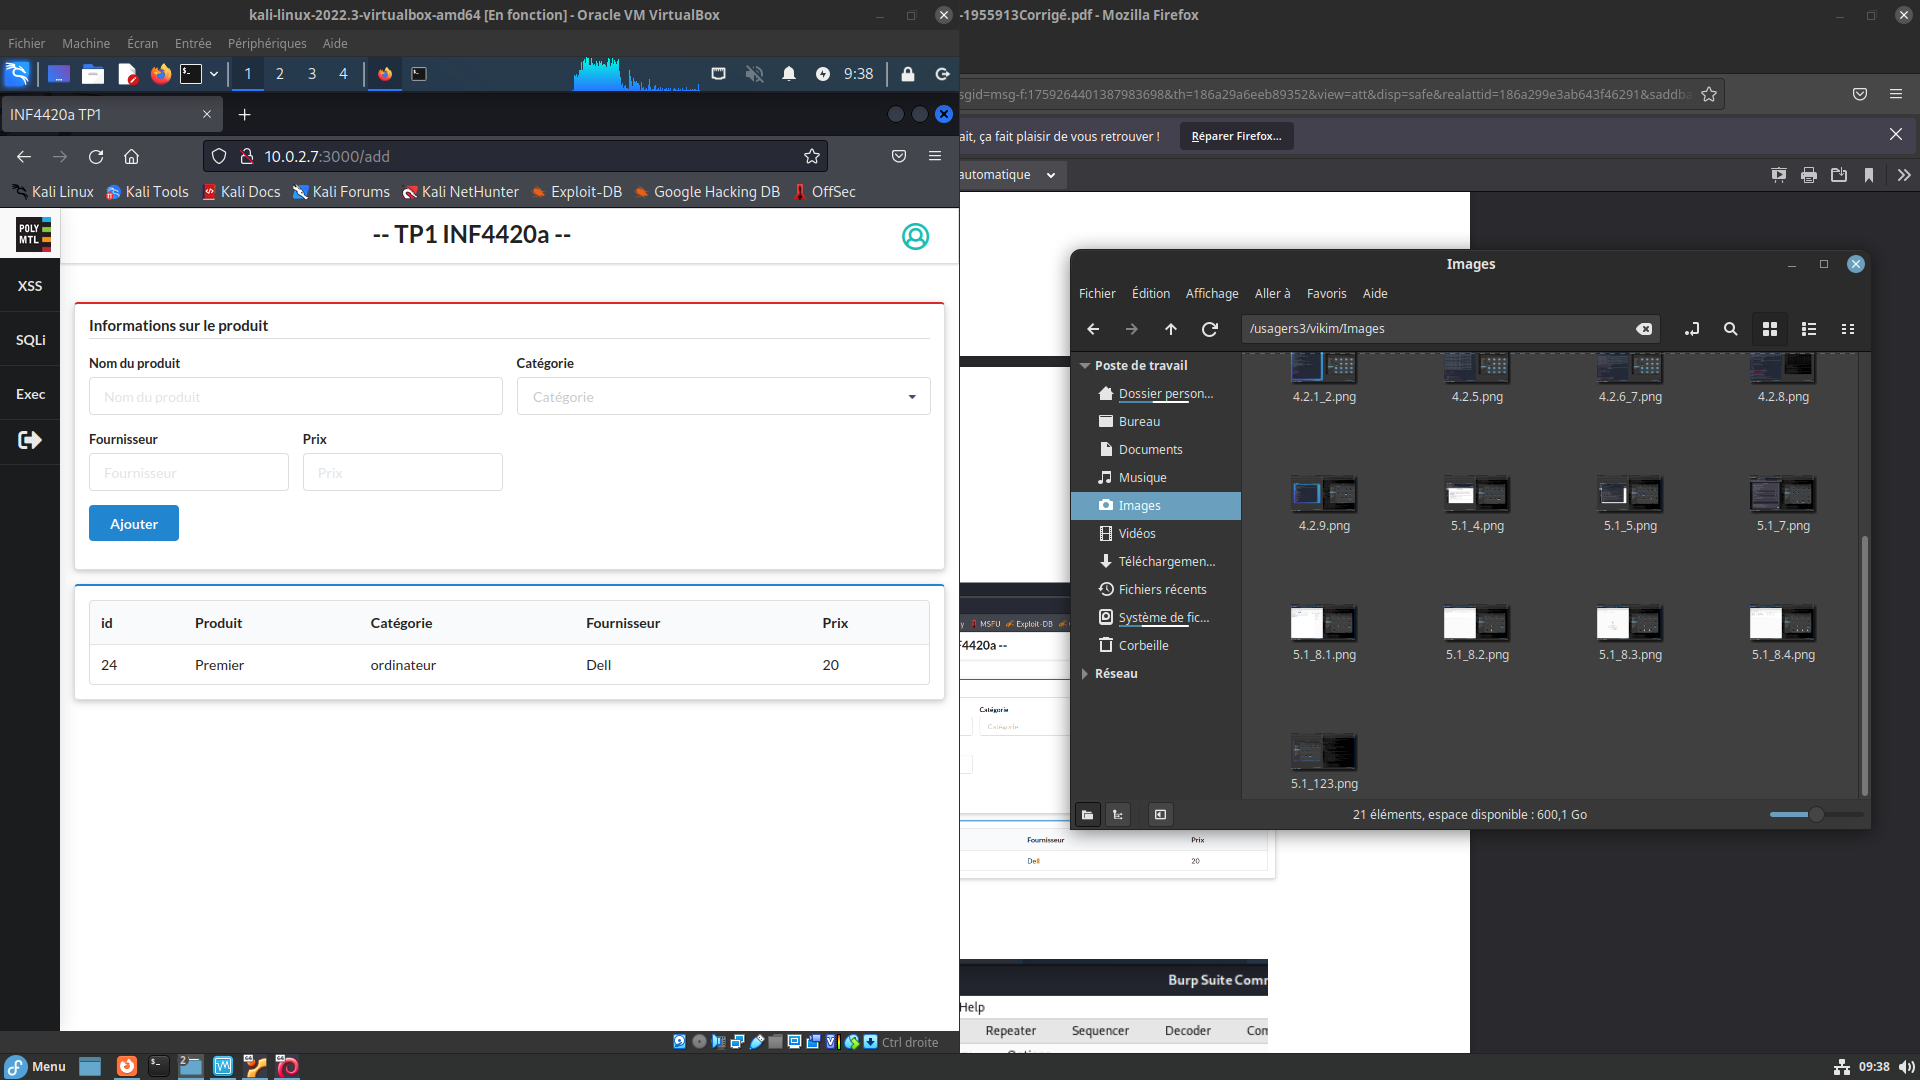 kali-linux-2022.3-virtualbox-amd64 [En fonction] - Oracle VM VirtualBox
Fichier Machine Écran Entrée Périphériques Aide
1 2 3 4 9:38
INF4420a TP1
10.0.2.7:3000/add
Kali Linux Kali Tools Kali Docs Kali Forums Kali NetHunter Exploit-DB Google Hacking DB OffSec
POLY
MTL
-- TP1 INF4420a --
XSS
SQLi
Exec
Informations sur le produit
Nom du produit Catégorie
Nom du produit Catégorie
Fournisseur Prix
Fournisseur Prix
Ajouter
id Produit Catégorie Fournisseur Prix
24 Premier ordinateur Dell 20
Ctrl droite
-1955913Corrigé.pdf - Mozilla Firefox
sgid=msg-f:1759264401387983698&th=186a29a6eeb89352&view=att&disp=safe&realattid=186a299e3ab643f46291&saddba
ait, ça fait plaisir de vous retrouver ! Réparer Firefox...
automatique
Images
Fichier Édition Affichage Aller à Favoris Aide
/usagers3/vikim/Images
Poste de travail
Dossier person...
Bureau
Documents
Musique
Images
Vidéos
Téléchargemen...
Fichiers récents
Système de fic...
Corbeille
Réseau
4.2.1_2.png 4.2.5.png 4.2.6_7.png 4.2.8.png
4.2.9.png 5.1_4.png 5.1_5.png 5.1_7.png
5.1_8.1.png 5.1_8.2.png 5.1_8.3.png 5.1_8.4.png
5.1_123.png
21 éléments, espace disponible : 600,1 Go
MSFU Exploit-DB
F4420a --
Catégorie
Catégorie
Fournisseur Prix
Dell 20
Burp Suite Comm
Help
Repeater Sequencer Decoder Com
Menu 2 09:38